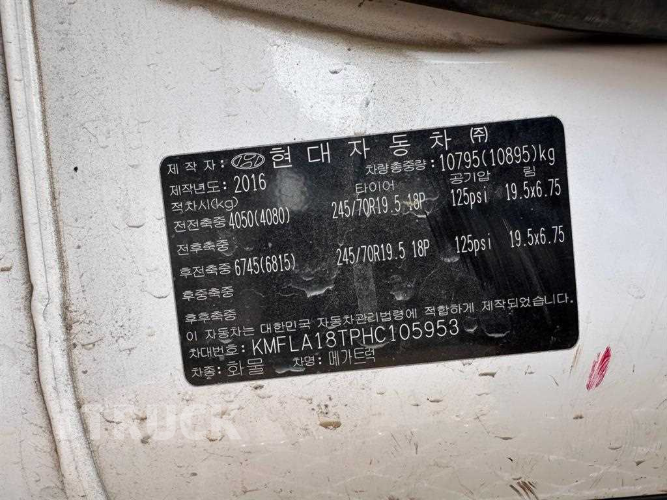 제작자: 현대자동차 (주)
제작년도: 2016 차량총중량: 10795(10895)kg
적차시(kg) 타이어 공기압 림
전전축중 4050(4080) 245/70R19.5 18P 125psi 19.5x6.75
전후축중
후전축중 6745(6815) 245/70R19.5 18P 125psi 19.5x6.75
후중축중
후후축중
이 자동차는 대한민국 자동차관리법령에 적합하게 제작되었습니다.
차대번호: KMFLA18TPHC105953
차종: 화물 차명: 메가트럭
TRUCK